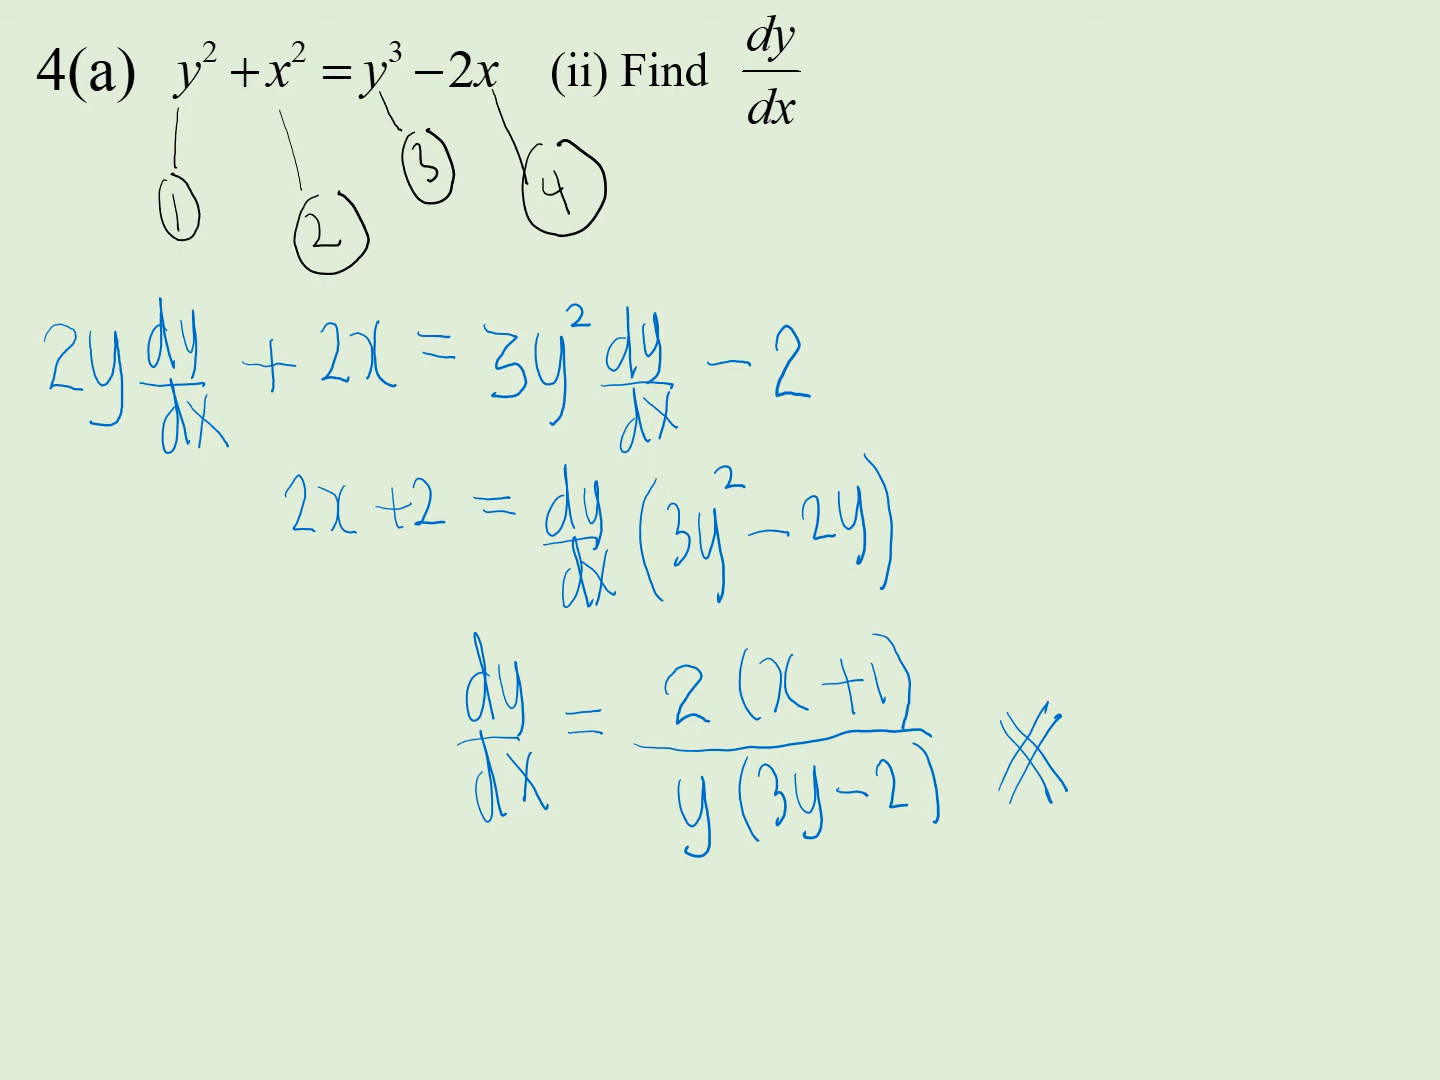 4(a) y² + x² = y³ − 2x (ii) Find dy/dx
① ② ③ ④
2y dy/dx + 2x = 3y² dy/dx − 2
2x + 2 = dy/dx (3y² − 2y)
dy/dx = 2(x + 1) / y(3y − 2)